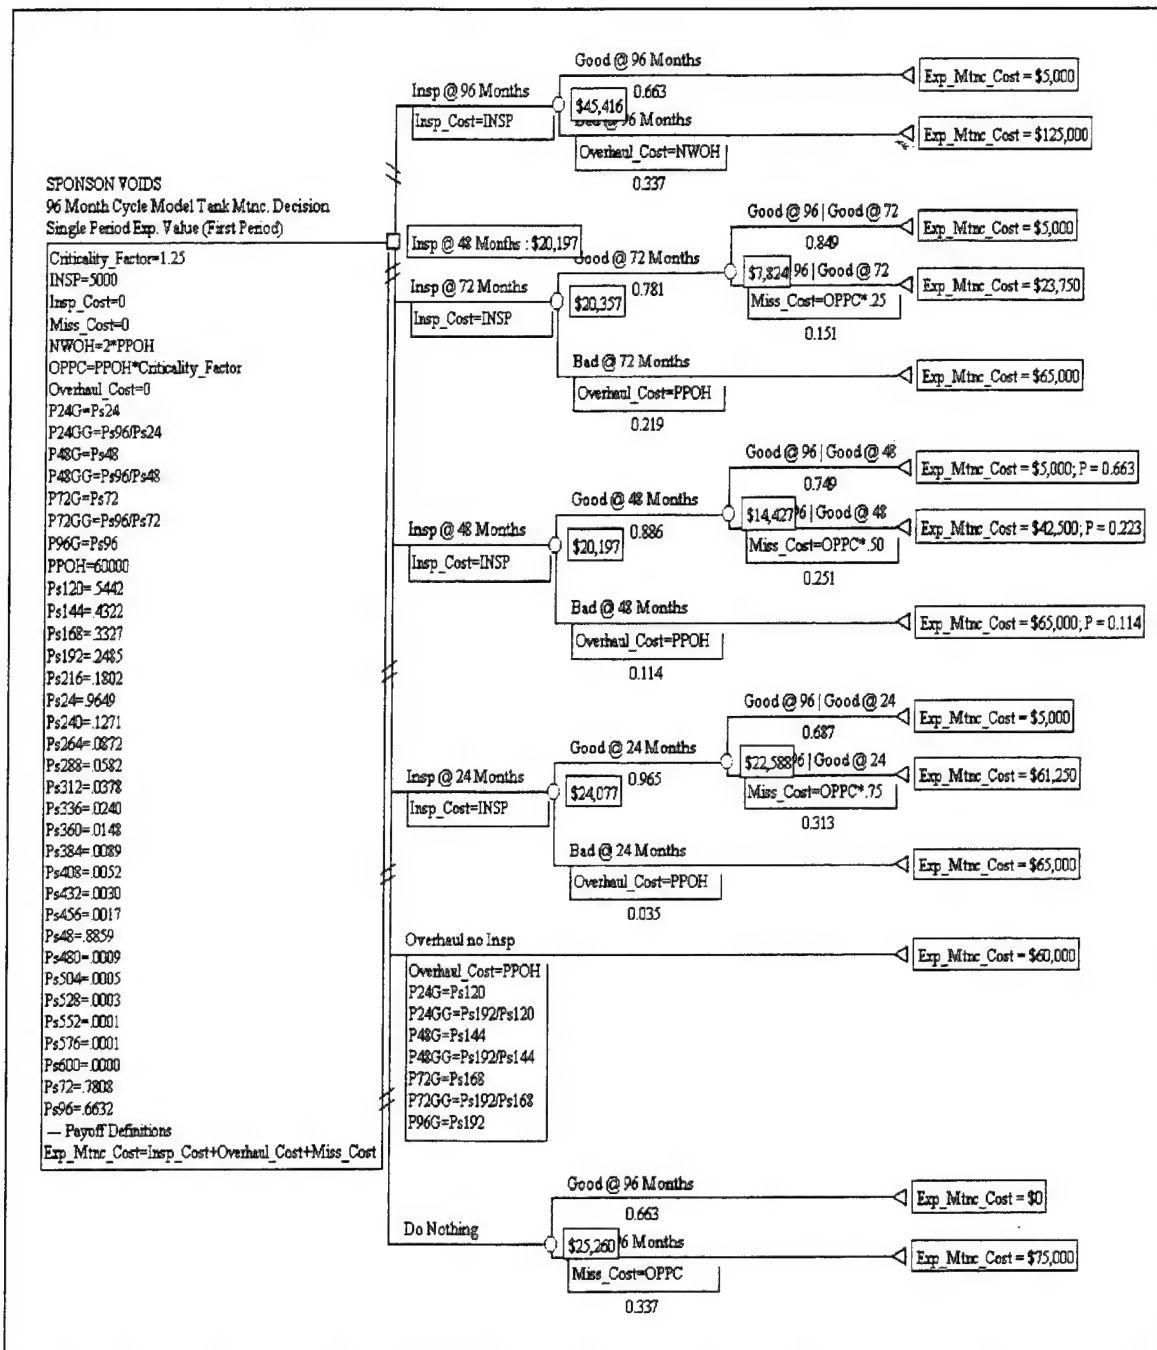 SPONSON VOIDS
96 Month Cycle Model Tank Mtnc. Decision
Single Period Exp. Value (First Period)
Criticality_Factor=1.25
INSP=5000
Insp_Cost=0
Miss_Cost=0
NWOH=2*PPOH
OPPC=PPOH*Criticality_Factor
Overhaul_Cost=0
P24G=Ps24
P24GG=Ps96/Ps24
P48G=Ps48
P48GG=Ps96/Ps48
P72G=Ps72
P72GG=Ps96/Ps72
P96G=Ps96
PPOH=60000
Ps120=.5442
Ps144=.4322
Ps168=.3327
Ps192=.2485
Ps216=.1802
Ps24=.9649
Ps240=.1271
Ps264=.0872
Ps288=.0582
Ps312=.0378
Ps336=.0240
Ps360=.0148
Ps384=.0089
Ps408=.0052
Ps432=.0030
Ps456=.0017
Ps48=.8859
Ps480=.0009
Ps504=.0005
Ps528=.0003
Ps552=.0001
Ps576=.0001
Ps600=.0000
Ps72=.7808
Ps96=.6632
— Payoff Definitions
Exp_Mtnc_Cost=Insp_Cost+Overhaul_Cost+Miss_Cost
Insp @ 96 Months
Insp_Cost=INSP
$45,416
Good @ 96 Months
0.663
Exp_Mtnc_Cost = $5,000
96 Months
Overhaul_Cost=NWOH
0.337
Exp_Mtnc_Cost = $125,000
Insp @ 48 Months : $20,197
Insp @ 72 Months
Insp_Cost=INSP
$20,357
Good @ 72 Months
0.781
$7,824
Good @ 96 | Good @ 72
0.849
Exp_Mtnc_Cost = $5,000
96 | Good @ 72
Miss_Cost=OPPC*.25
0.151
Exp_Mtnc_Cost = $23,750
Bad @ 72 Months
Overhaul_Cost=PPOH
0.219
Exp_Mtnc_Cost = $65,000
Insp @ 48 Months
Insp_Cost=INSP
$20,197
Good @ 48 Months
0.886
$14,427
Good @ 96 | Good @ 48
0.749
Exp_Mtnc_Cost = $5,000; P = 0.663
96 | Good @ 48
Miss_Cost=OPPC*.50
0.251
Exp_Mtnc_Cost = $42,500; P = 0.223
Bad @ 48 Months
Overhaul_Cost=PPOH
0.114
Exp_Mtnc_Cost = $65,000; P = 0.114
Insp @ 24 Months
Insp_Cost=INSP
$24,077
Good @ 24 Months
0.965
$22,588
Good @ 96 | Good @ 24
0.687
Exp_Mtnc_Cost = $5,000
96 | Good @ 24
Miss_Cost=OPPC*.75
0.313
Exp_Mtnc_Cost = $61,250
Bad @ 24 Months
Overhaul_Cost=PPOH
0.035
Exp_Mtnc_Cost = $65,000
Overhaul no Insp
Overhaul_Cost=PPOH
P24G=Ps120
P24GG=Ps192/Ps120
P48G=Ps144
P48GG=Ps192/Ps144
P72G=Ps168
P72GG=Ps192/Ps168
P96G=Ps192
Exp_Mtnc_Cost = $60,000
Do Nothing
$25,260
Good @ 96 Months
0.663
Exp_Mtnc_Cost = $0
96 Months
Miss_Cost=OPPC
0.337
Exp_Mtnc_Cost = $75,000